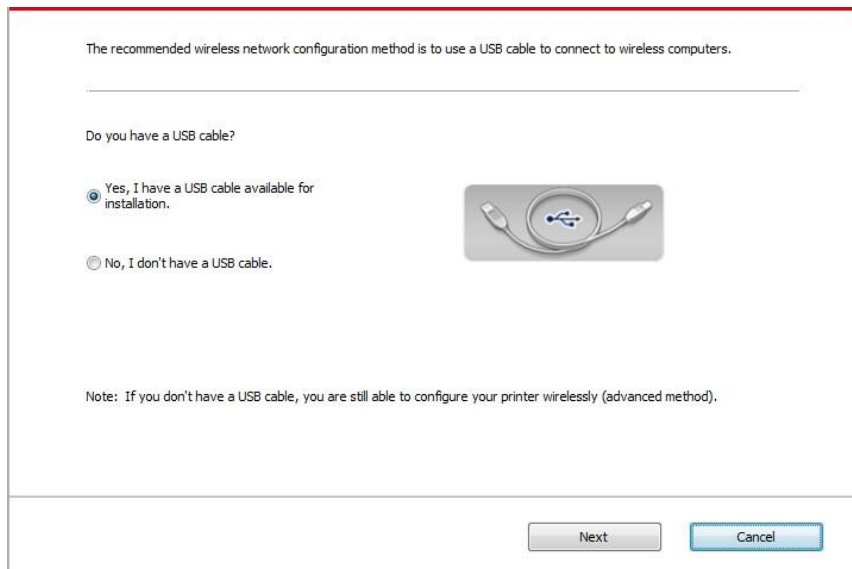 The recommended wireless network configuration method is to use a USB cable to connect to wireless computers.
Do you have a USB cable?
Yes, I have a USB cable available for
installation.
No, I don't have a USB cable.
Note:  If you don't have a USB cable, you are still able to configure your printer wirelessly (advanced method).
Next
Cancel